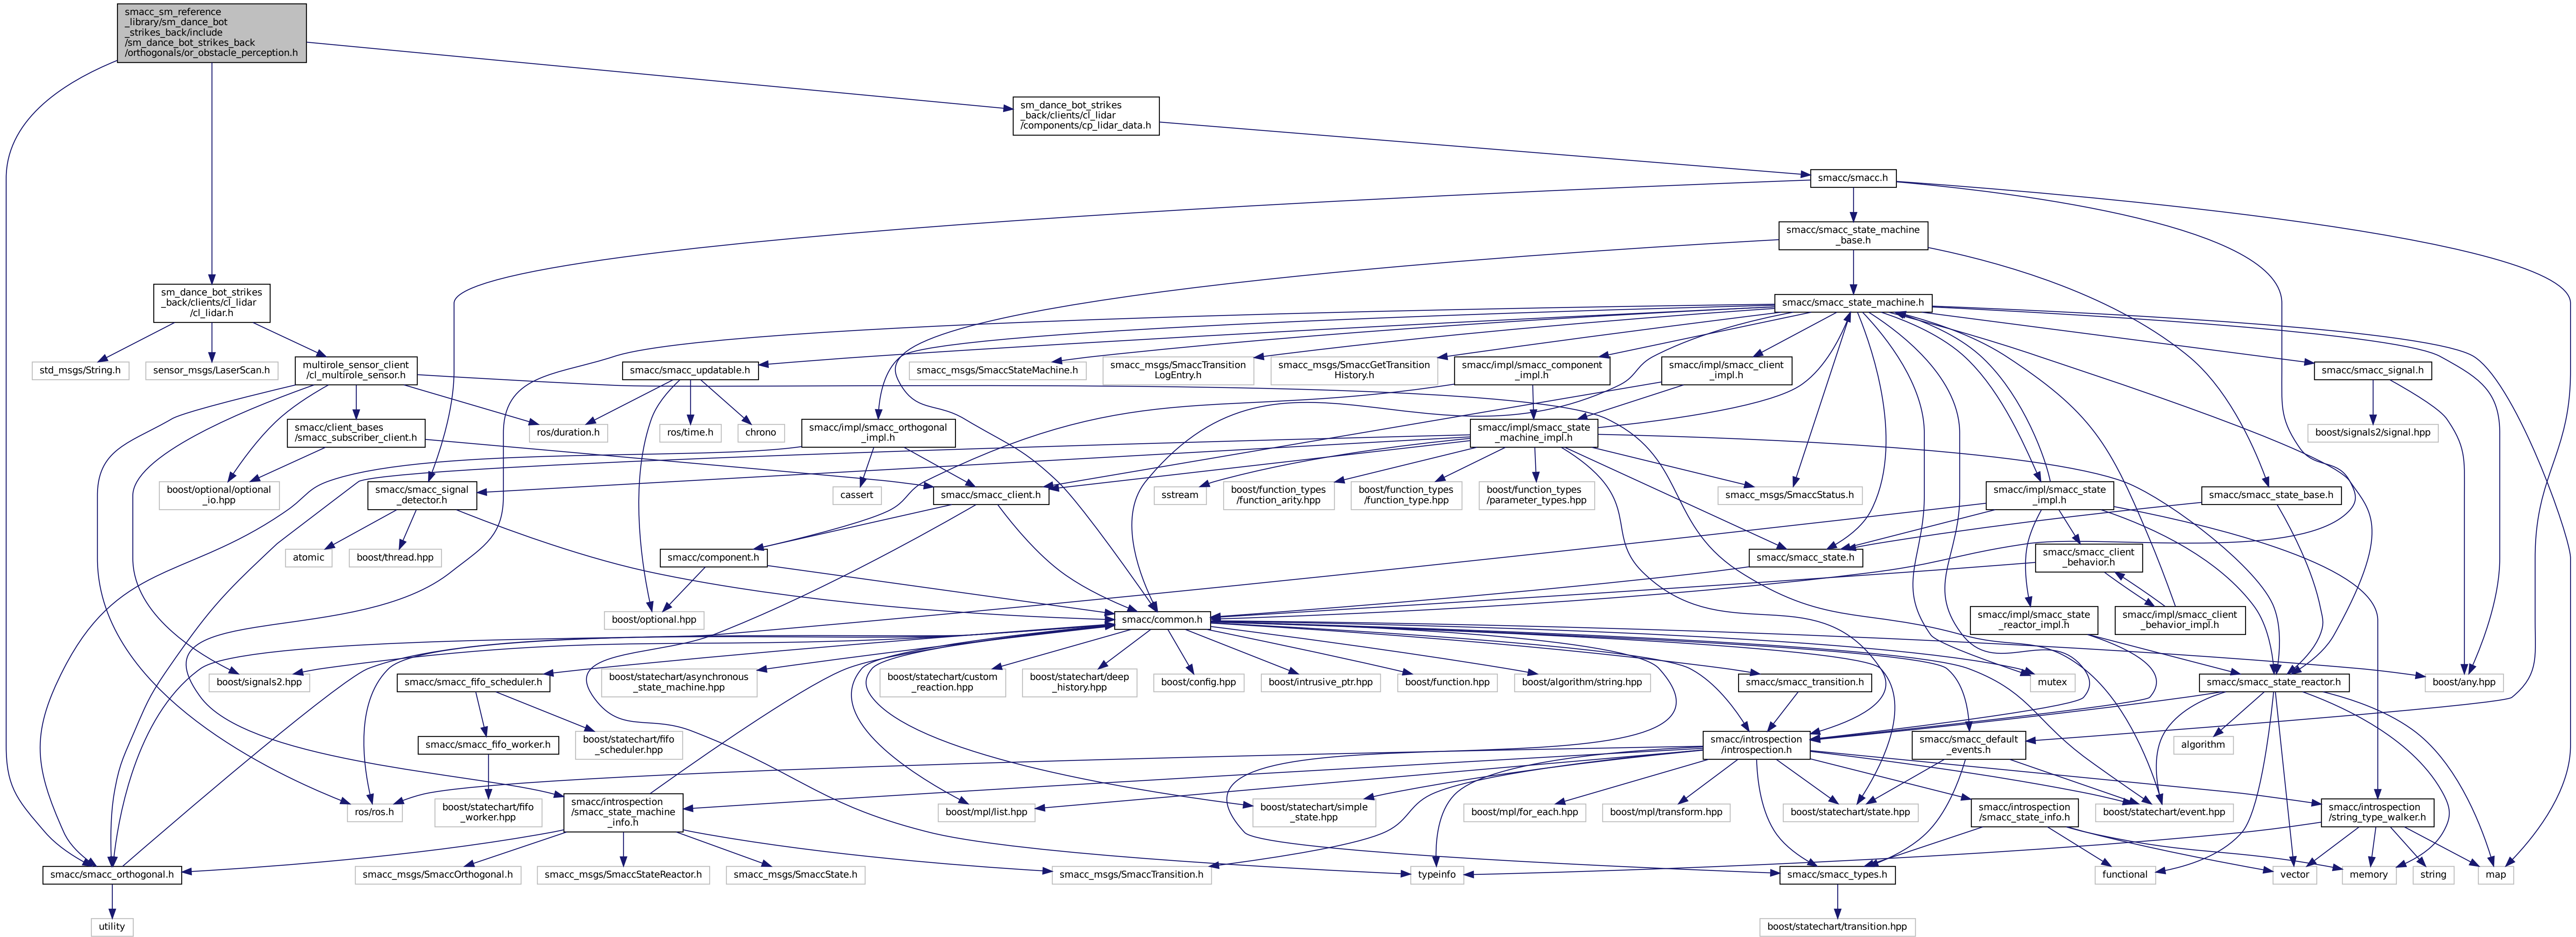 smacc_sm_reference
_library/sm_dance_bot
_strikes_back/include
/sm_dance_bot_strikes_back
/orthogonals/or_obstacle_perception.h
sm_dance_bot_strikes
_back/clients/cl_lidar
/components/cp_lidar_data.h
smacc/smacc.h
smacc/smacc_state_machine
_base.h
sm_dance_bot_strikes
_back/clients/cl_lidar
/cl_lidar.h
smacc/smacc_state_machine.h
std_msgs/String.h
sensor_msgs/LaserScan.h
multirole_sensor_client
/cl_multirole_sensor.h
smacc/smacc_updatable.h
smacc_msgs/SmaccStateMachine.h
smacc_msgs/SmaccTransition
LogEntry.h
smacc_msgs/SmaccGetTransition
History.h
smacc/impl/smacc_component
_impl.h
smacc/impl/smacc_client
_impl.h
smacc/smacc_signal.h
smacc/client_bases
/smacc_subscriber_client.h
ros/duration.h
ros/time.h
chrono
smacc/impl/smacc_orthogonal
_impl.h
smacc/impl/smacc_state
_machine_impl.h
boost/signals2/signal.hpp
boost/optional/optional
_io.hpp
smacc/smacc_signal
_detector.h
cassert
smacc/smacc_client.h
sstream
boost/function_types
/function_arity.hpp
boost/function_types
/function_type.hpp
boost/function_types
/parameter_types.hpp
smacc_msgs/SmaccStatus.h
smacc/impl/smacc_state
_impl.h
smacc/smacc_state_base.h
atomic
boost/thread.hpp
smacc/component.h
smacc/smacc_state.h
smacc/smacc_client
_behavior.h
boost/optional.hpp
smacc/common.h
smacc/impl/smacc_state
_reactor_impl.h
smacc/impl/smacc_client
_behavior_impl.h
boost/signals2.hpp
smacc/smacc_fifo_scheduler.h
boost/statechart/asynchronous
_state_machine.hpp
boost/statechart/custom
_reaction.hpp
boost/statechart/deep
_history.hpp
boost/config.hpp
boost/intrusive_ptr.hpp
boost/function.hpp
boost/algorithm/string.hpp
smacc/smacc_transition.h
mutex
smacc/smacc_state_reactor.h
boost/any.hpp
smacc/smacc_fifo_worker.h
boost/statechart/fifo
_scheduler.hpp
smacc/introspection
/introspection.h
smacc/smacc_default
_events.h
algorithm
ros/ros.h
boost/statechart/fifo
_worker.hpp
smacc/introspection
/smacc_state_machine
_info.h
boost/mpl/list.hpp
boost/statechart/simple
_state.hpp
boost/mpl/for_each.hpp
boost/mpl/transform.hpp
boost/statechart/state.hpp
smacc/introspection
/smacc_state_info.h
boost/statechart/event.hpp
smacc/introspection
/string_type_walker.h
smacc/smacc_orthogonal.h
smacc_msgs/SmaccOrthogonal.h
smacc_msgs/SmaccStateReactor.h
smacc_msgs/SmaccState.h
smacc_msgs/SmaccTransition.h
typeinfo
smacc/smacc_types.h
functional
vector
memory
string
map
utility
boost/statechart/transition.hpp